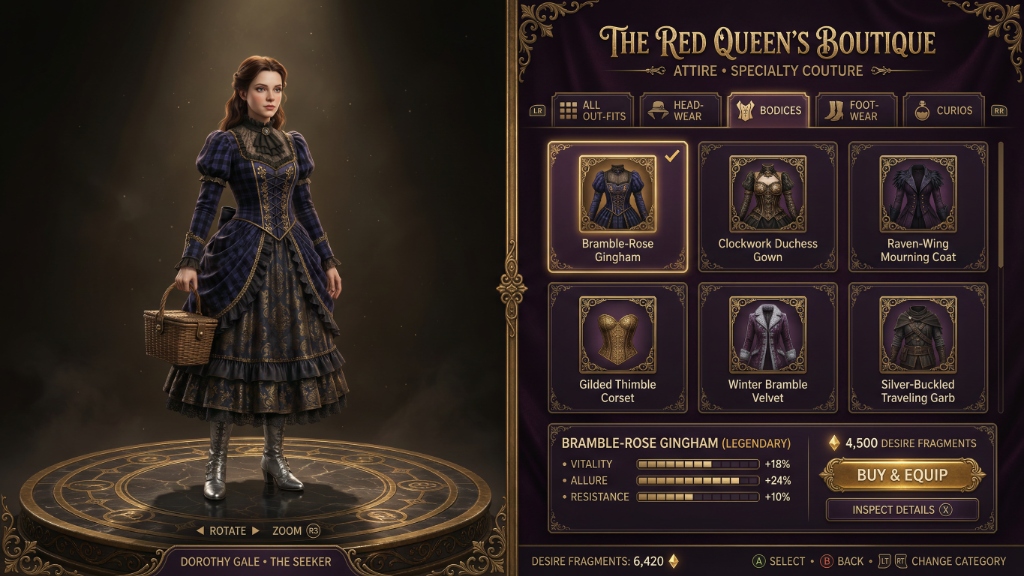 THE RED QUEEN'S BOUTIQUE
ATTIRE • SPECIALTY COUTURE
LR
ALL OUT-FITS
HEAD-WEAR
BODICES
FOOT-WEAR
CURIOS
RR
Bramble-Rose
Gingham
Clockwork Duchess
Gown
Raven-Wing
Mourning Coat
Gilded Thimble
Corset
Winter Bramble
Velvet
Silver-Buckled
Traveling Garb
BRAMBLE-ROSE GINGHAM (LEGENDARY)
• VITALITY +18%
• ALLURE +24%
• RESISTANCE +10%
4,500 DESIRE FRAGMENTS
BUY & EQUIP
INSPECT DETAILS X
◄ ROTATE ► ZOOM R3
DOROTHY GALE • THE SEEKER
DESIRE FRAGMENTS: 6,420
A SELECT • B BACK • LT RT CHANGE CATEGORY